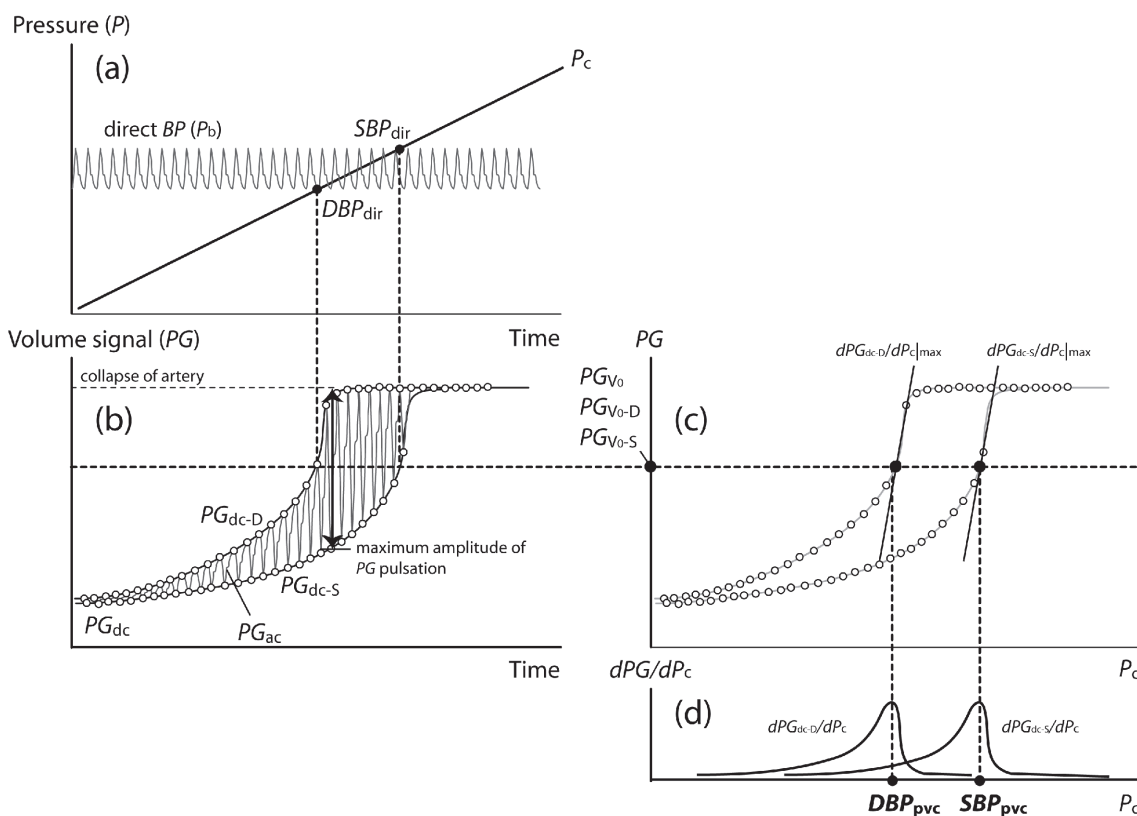 Pressure (P)
(a)
Pc
direct BP (Pb)
SBPdir
DBPdir
Time
Volume signal (PG)
collapse of artery
(b)
PGdc-D
maximum amplitude of
PG pulsation
PGdc-S
PGdc
PGac
Time
PG
dPGdc-D/dPc|max
dPGdc-S/dPc|max
PGV0
PGV0-D
PGV0-S
(c)
Pc
dPG/dPc
(d)
dPGdc-D/dPc
dPGdc-S/dPc
DBPpvc
SBPpvc
Pc